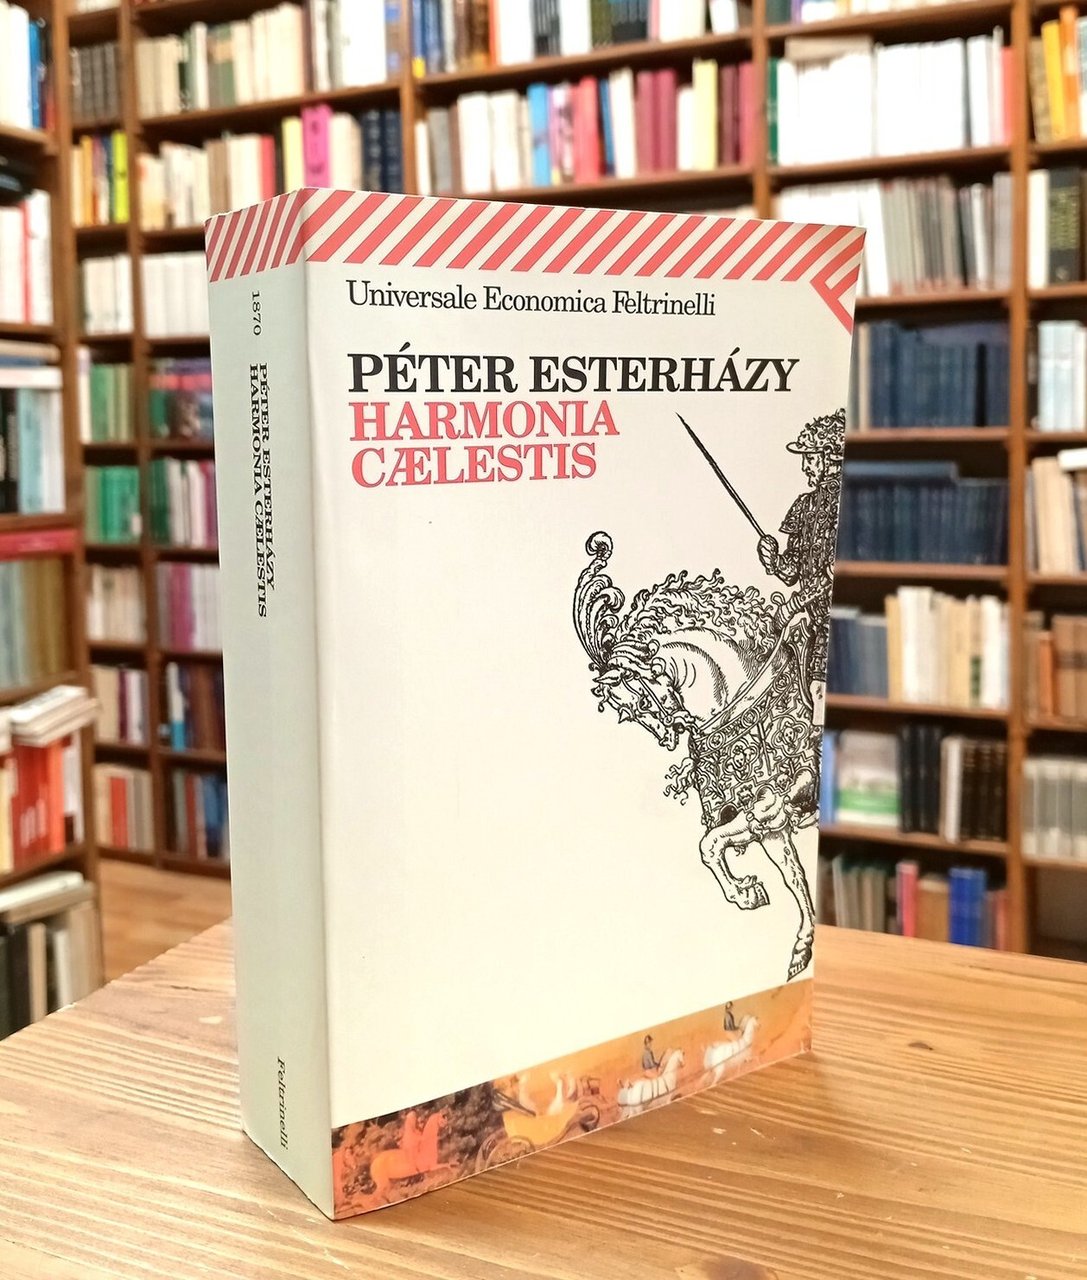 Universale Economica Feltrinelli
PÉTER ESTERHÁZY
HARMONIA
CÆLESTIS
1870
PÉTER ESTERHÁZY
HARMONIA CÆLESTIS
Feltrinelli